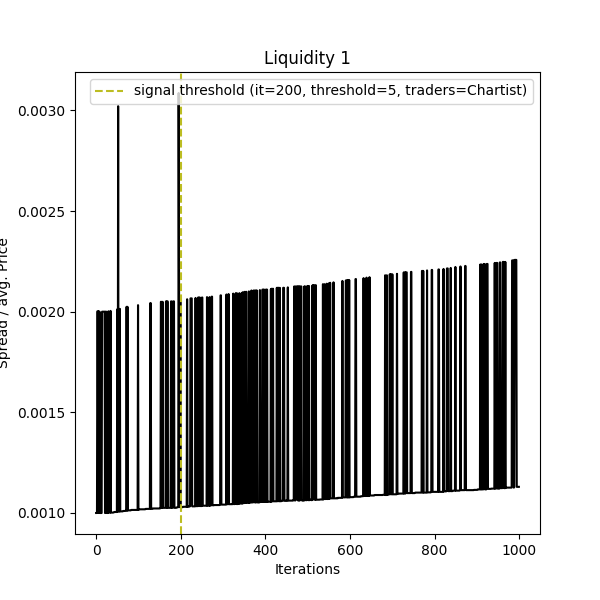 Liquidity 1
signal threshold (it=200, threshold=5, traders=Chartist)
0.0030
0.0025
0.0020
0.0015
0.0010
Spread / avg. Price
0 200 400 600 800 1000
Iterations